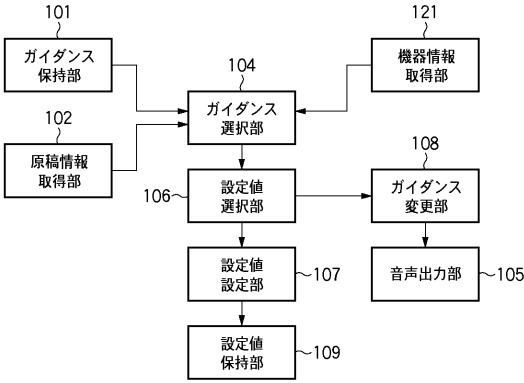 101
ガイダンス
保持部
121
機器情報
取得部
104
ガイダンス
選択部
102
原稿情報
取得部
106
設定値
選択部
108
ガイダンス
変更部
設定値
設定部
107
音声出力部
105
設定値
保持部
109